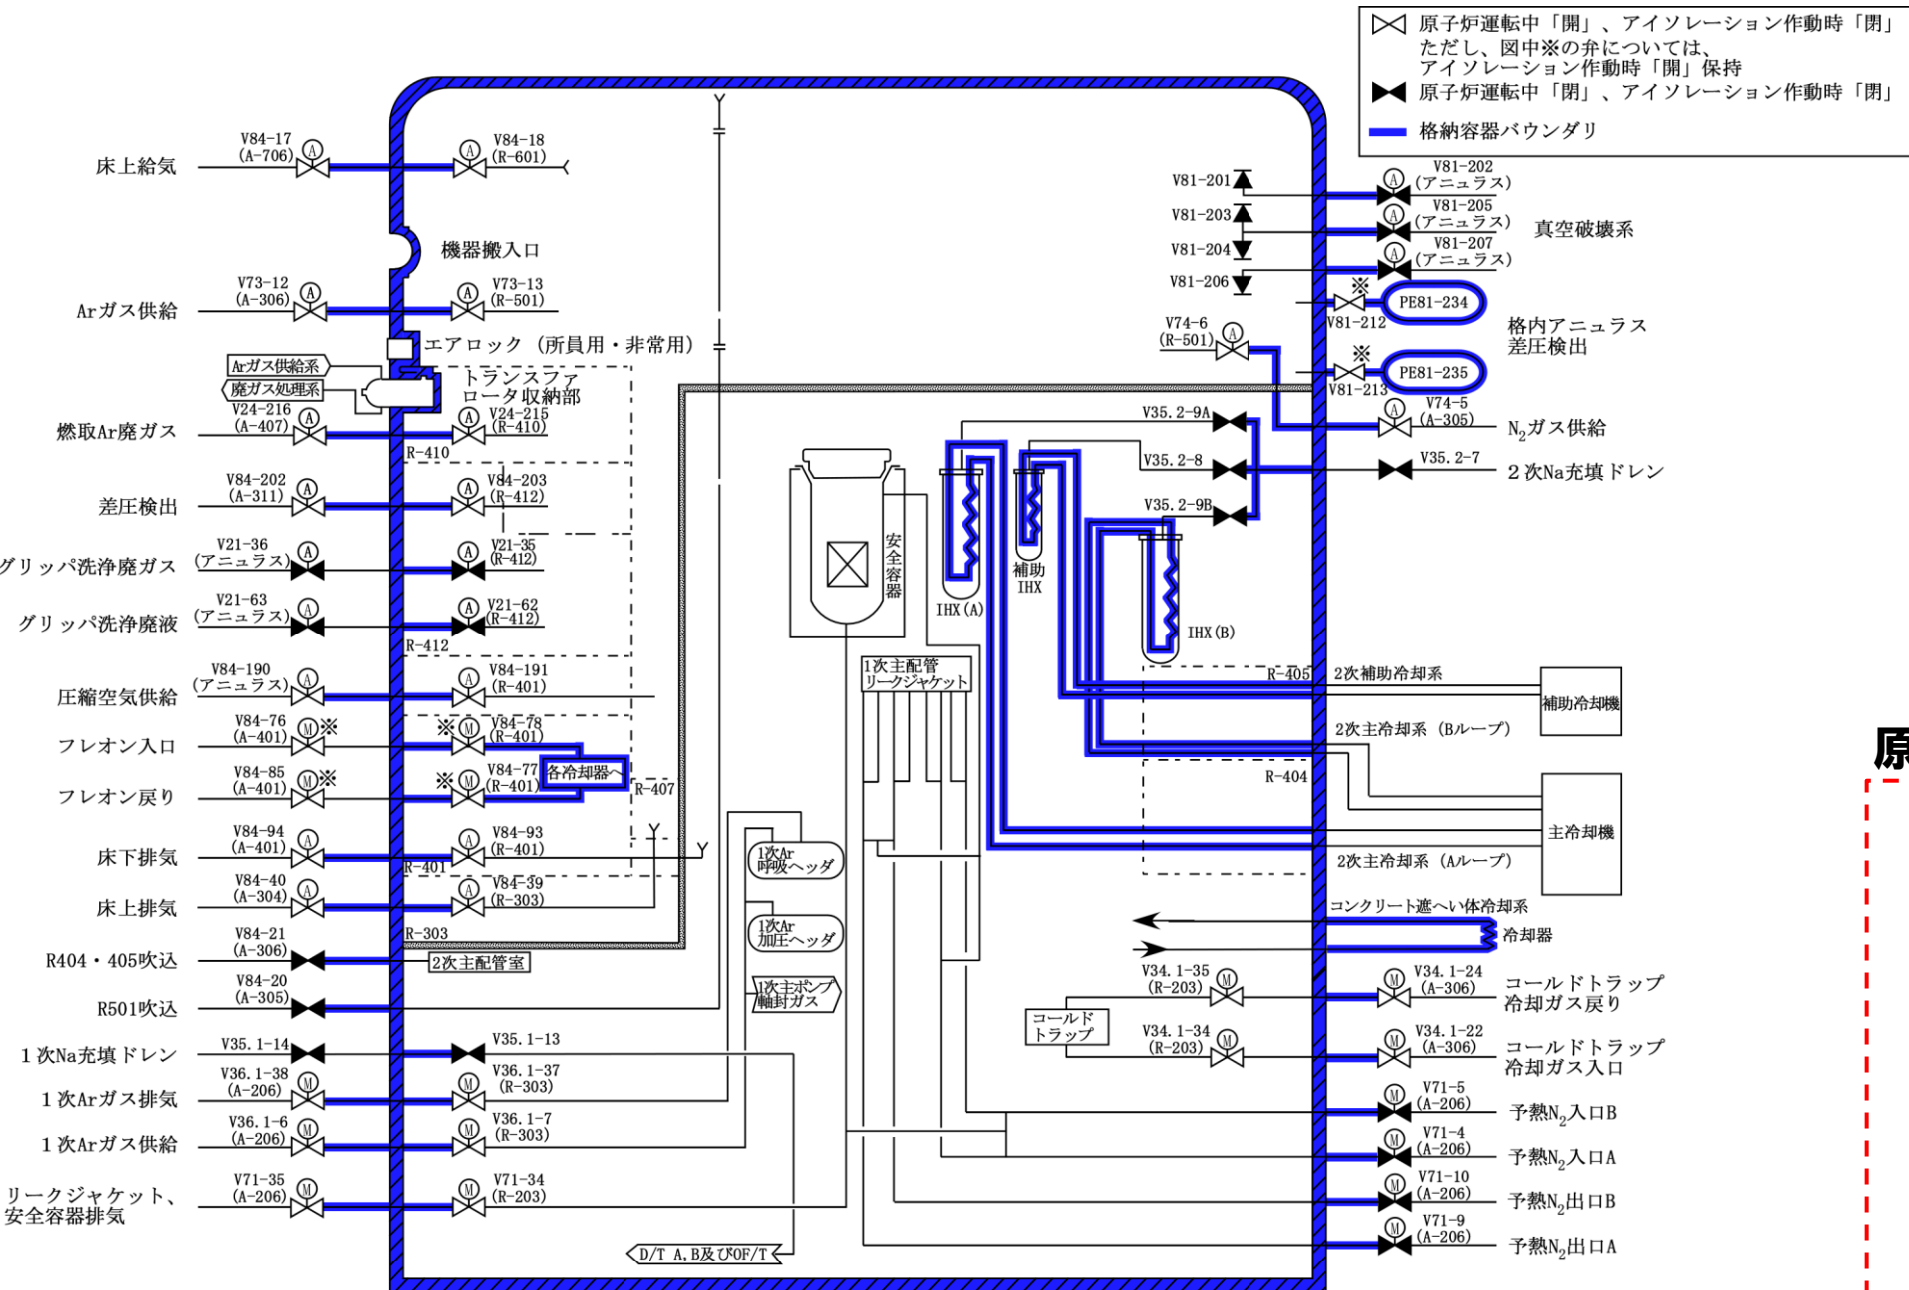 原子炉運転中「開」、アイソレーション作動時「閉」
ただし、図中※の弁については、
アイソレーション作動時「開」保持
原子炉運転中「閉」、アイソレーション作動時「閉」
格納容器バウンダリ
床上給気
V84-17
(A-706)
A
A
V84-18
(R-601)
機器搬入口
Arガス供給
V73-12
(A-306)
A
A
V73-13
(R-501)
エアロック（所員用・非常用）
Arガス供給系
廃ガス処理系
トランスファ
ロータ収納部
燃取Ar廃ガス
V24-216
(A-407)
A
A
V24-215
(R-410)
R-410
差圧検出
V84-202
(A-311)
A
A
V84-203
(R-412)
グリッパ洗浄廃ガス
V21-36
(アニュラス)
A
A
V21-35
(R-412)
グリッパ洗浄廃液
V21-63
(アニュラス)
A
A
V21-62
(R-412)
R-412
圧縮空気供給
V84-190
(アニュラス)
A
A
V84-191
(R-401)
フレオン入口
V84-76
(A-401)
M※
※M
V84-78
(R-401)
各冷却器へ
フレオン戻り
V84-85
(A-401)
M※
※M
V84-77
(R-401)
R-407
床下排気
V84-94
(A-401)
A
A
V84-93
(R-401)
R-401
床上排気
V84-40
(A-304)
A
A
V84-39
(R-303)
R-303
R404・405吹込
V84-21
(A-306)
2次主配管室
R501吹込
V84-20
(A-305)
1次Na充填ドレン
V35.1-14
V35.1-13
1次Arガス排気
V36.1-38
(A-206)
M
M
V36.1-37
(R-303)
1次Arガス供給
V36.1-6
(A-206)
M
M
V36.1-7
(R-303)
リークジャケット、
安全容器排気
V71-35
(A-206)
M
M
V71-34
(R-203)
D/T A,B及びOF/T
1次Ar
呼吸ヘッダ
1次Ar
加圧ヘッダ
1次主ポンプ
軸封ガス
安全容器
1次主配管
リークジャケット
IHX(A)
補助
IHX
IHX(B)
V81-201
V81-203
V81-204
V81-206
A
V81-202
(アニュラス)
A
V81-205
(アニュラス)
A
V81-207
(アニュラス)
真空破壊系
※
V81-212
PE81-234
※
V81-213
PE81-235
格内アニュラス
差圧検出
V74-6
(R-501)
A
A
V74-5
(A-305)
N2ガス供給
V35.2-9A
V35.2-8
V35.2-9B
V35.2-7
2次Na充填ドレン
R-405
2次補助冷却系
補助冷却機
2次主冷却系（Bループ）
R-404
主冷却機
2次主冷却系（Aループ）
コンクリート遮へい体冷却系
冷却器
コールド
トラップ
V34.1-35
(R-203)
M
M
V34.1-24
(A-306)
コールドトラップ
冷却ガス戻り
V34.1-34
(R-203)
M
M
V34.1-22
(A-306)
コールドトラップ
冷却ガス入口
M
V71-5
(A-206)
予熱N2入口B
M
V71-4
(A-206)
予熱N2入口A
M
V71-10
(A-206)
予熱N2出口B
M
V71-9
(A-206)
予熱N2出口A
原